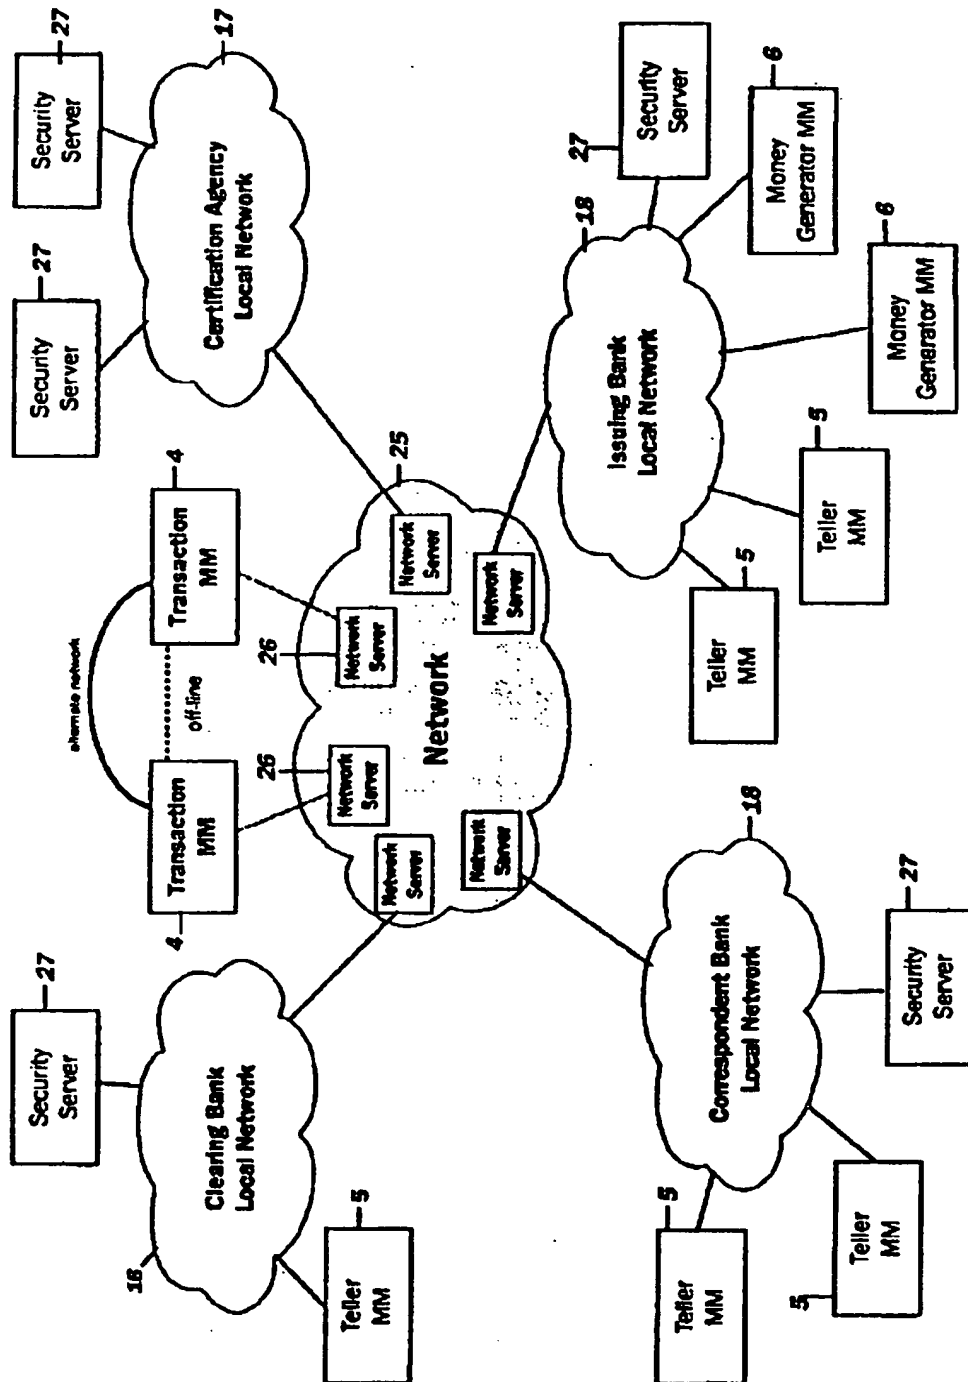 Security
Server
27
Clearing Bank
Local Network
18
Teller
MM
5
alternate network
Transaction
MM
4
off-line
Transaction
MM
4
Security
Server
27
Security
Server
27
Certification Agency
Local Network
17
Network
Server
26
Network
Server
26
Network
Server
Network
Server
25
Network
Network
Server
Network
Server
Correspondent Bank
Local Network
18
Teller
MM
5
Teller
MM
5
Security
Server
27
Issuing Bank
Local Network
18
Teller
MM
5
Teller
MM
5
Money
Generator MM
6
Money
Generator MM
6
Security
Server
27